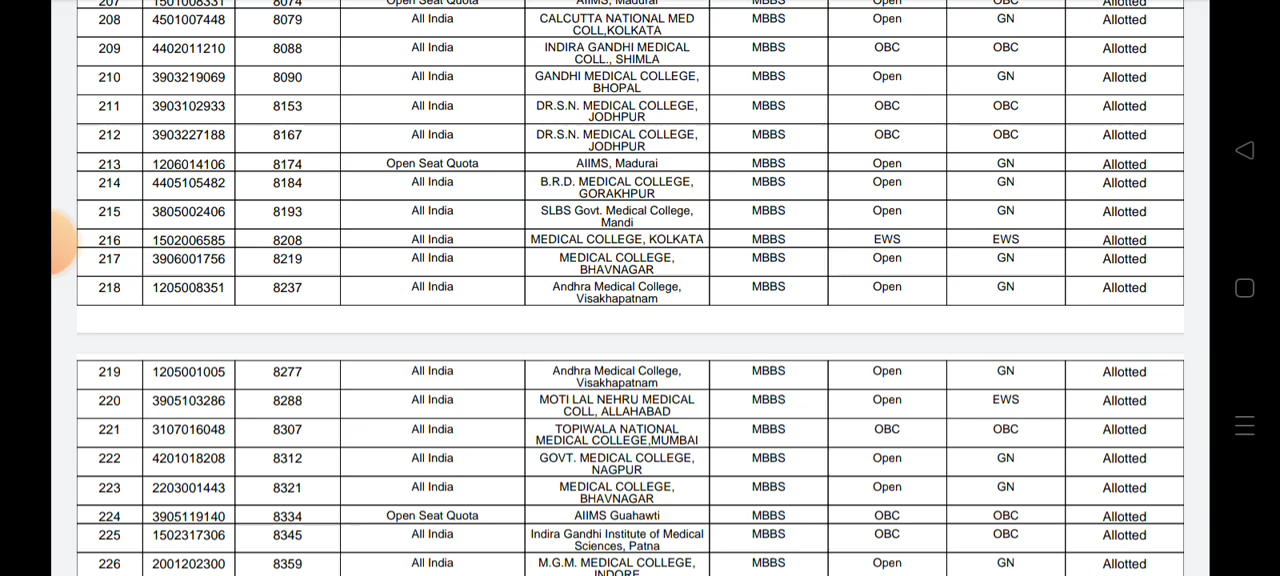 207 1501008331 8074 Open Seat Quota AIIMS, Madurai MBBS Open OBC Allotted
208 4501007448 8079 All India CALCUTTA NATIONAL MED MBBS Open GN Allotted
COLL,KOLKATA
209 4402011210 8088 All India INDIRA GANDHI MEDICAL MBBS OBC OBC Allotted
COLL., SHIMLA
210 3903219069 8090 All India GANDHI MEDICAL COLLEGE, MBBS Open GN Allotted
BHOPAL
211 3903102933 8153 All India DR.S.N. MEDICAL COLLEGE, MBBS OBC OBC Allotted
JODHPUR
212 3903227188 8167 All India DR.S.N. MEDICAL COLLEGE, MBBS OBC OBC Allotted
JODHPUR
213 1206014106 8174 Open Seat Quota AIIMS, Madurai MBBS Open GN Allotted
214 4405105482 8184 All India B.R.D. MEDICAL COLLEGE, MBBS Open GN Allotted
GORAKHPUR
215 3805002406 8193 All India SLBS Govt. Medical College, MBBS Open GN Allotted
Mandi
216 1502006585 8208 All India MEDICAL COLLEGE, KOLKATA MBBS EWS EWS Allotted
217 3906001756 8219 All India MEDICAL COLLEGE, MBBS Open GN Allotted
BHAVNAGAR
218 1205008351 8237 All India Andhra Medical College, MBBS Open GN Allotted
Visakhapatnam
219 1205001005 8277 All India Andhra Medical College, MBBS Open GN Allotted
Visakhapatnam
220 3905103286 8288 All India MOTI LAL NEHRU MEDICAL MBBS Open EWS Allotted
COLL, ALLAHABAD
221 3107016048 8307 All India TOPIWALA NATIONAL MBBS OBC OBC Allotted
MEDICAL COLLEGE,MUMBAI
222 4201018208 8312 All India GOVT. MEDICAL COLLEGE, MBBS Open GN Allotted
NAGPUR
223 2203001443 8321 All India MEDICAL COLLEGE, MBBS Open GN Allotted
BHAVNAGAR
224 3905119140 8334 Open Seat Quota AIIMS Guahawti MBBS OBC OBC Allotted
225 1502317306 8345 All India Indira Gandhi Institute of Medical MBBS OBC OBC Allotted
Sciences, Patna
226 2001202300 8359 All India M.G.M. MEDICAL COLLEGE, MBBS Open GN Allotted
INDORE